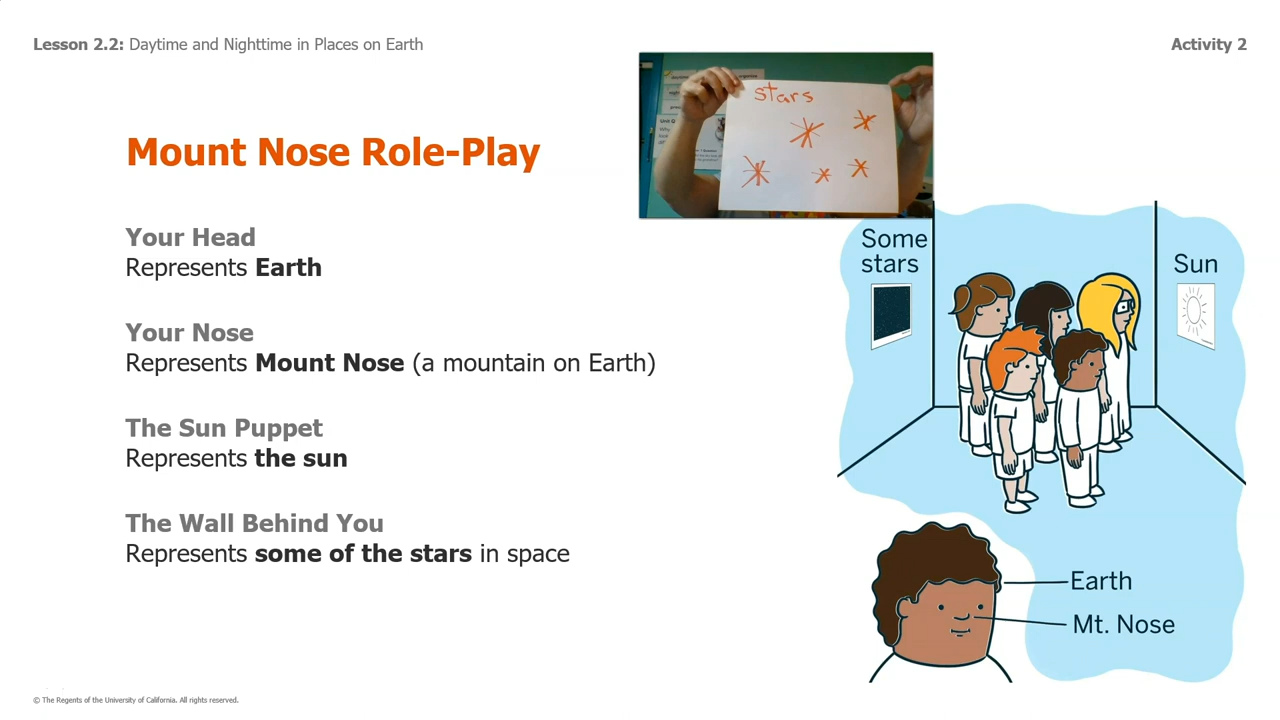 Lesson 2.2: Daytime and Nighttime in Places on Earth
Activity 2
stars
Mount Nose Role-Play
Your Head
Represents Earth
Your Nose
Represents Mount Nose (a mountain on Earth)
The Sun Puppet
Represents the sun
The Wall Behind You
Represents some of the stars in space
Some
stars
Sun
Earth
Mt. Nose
© The Regents of the University of California. All rights reserved.